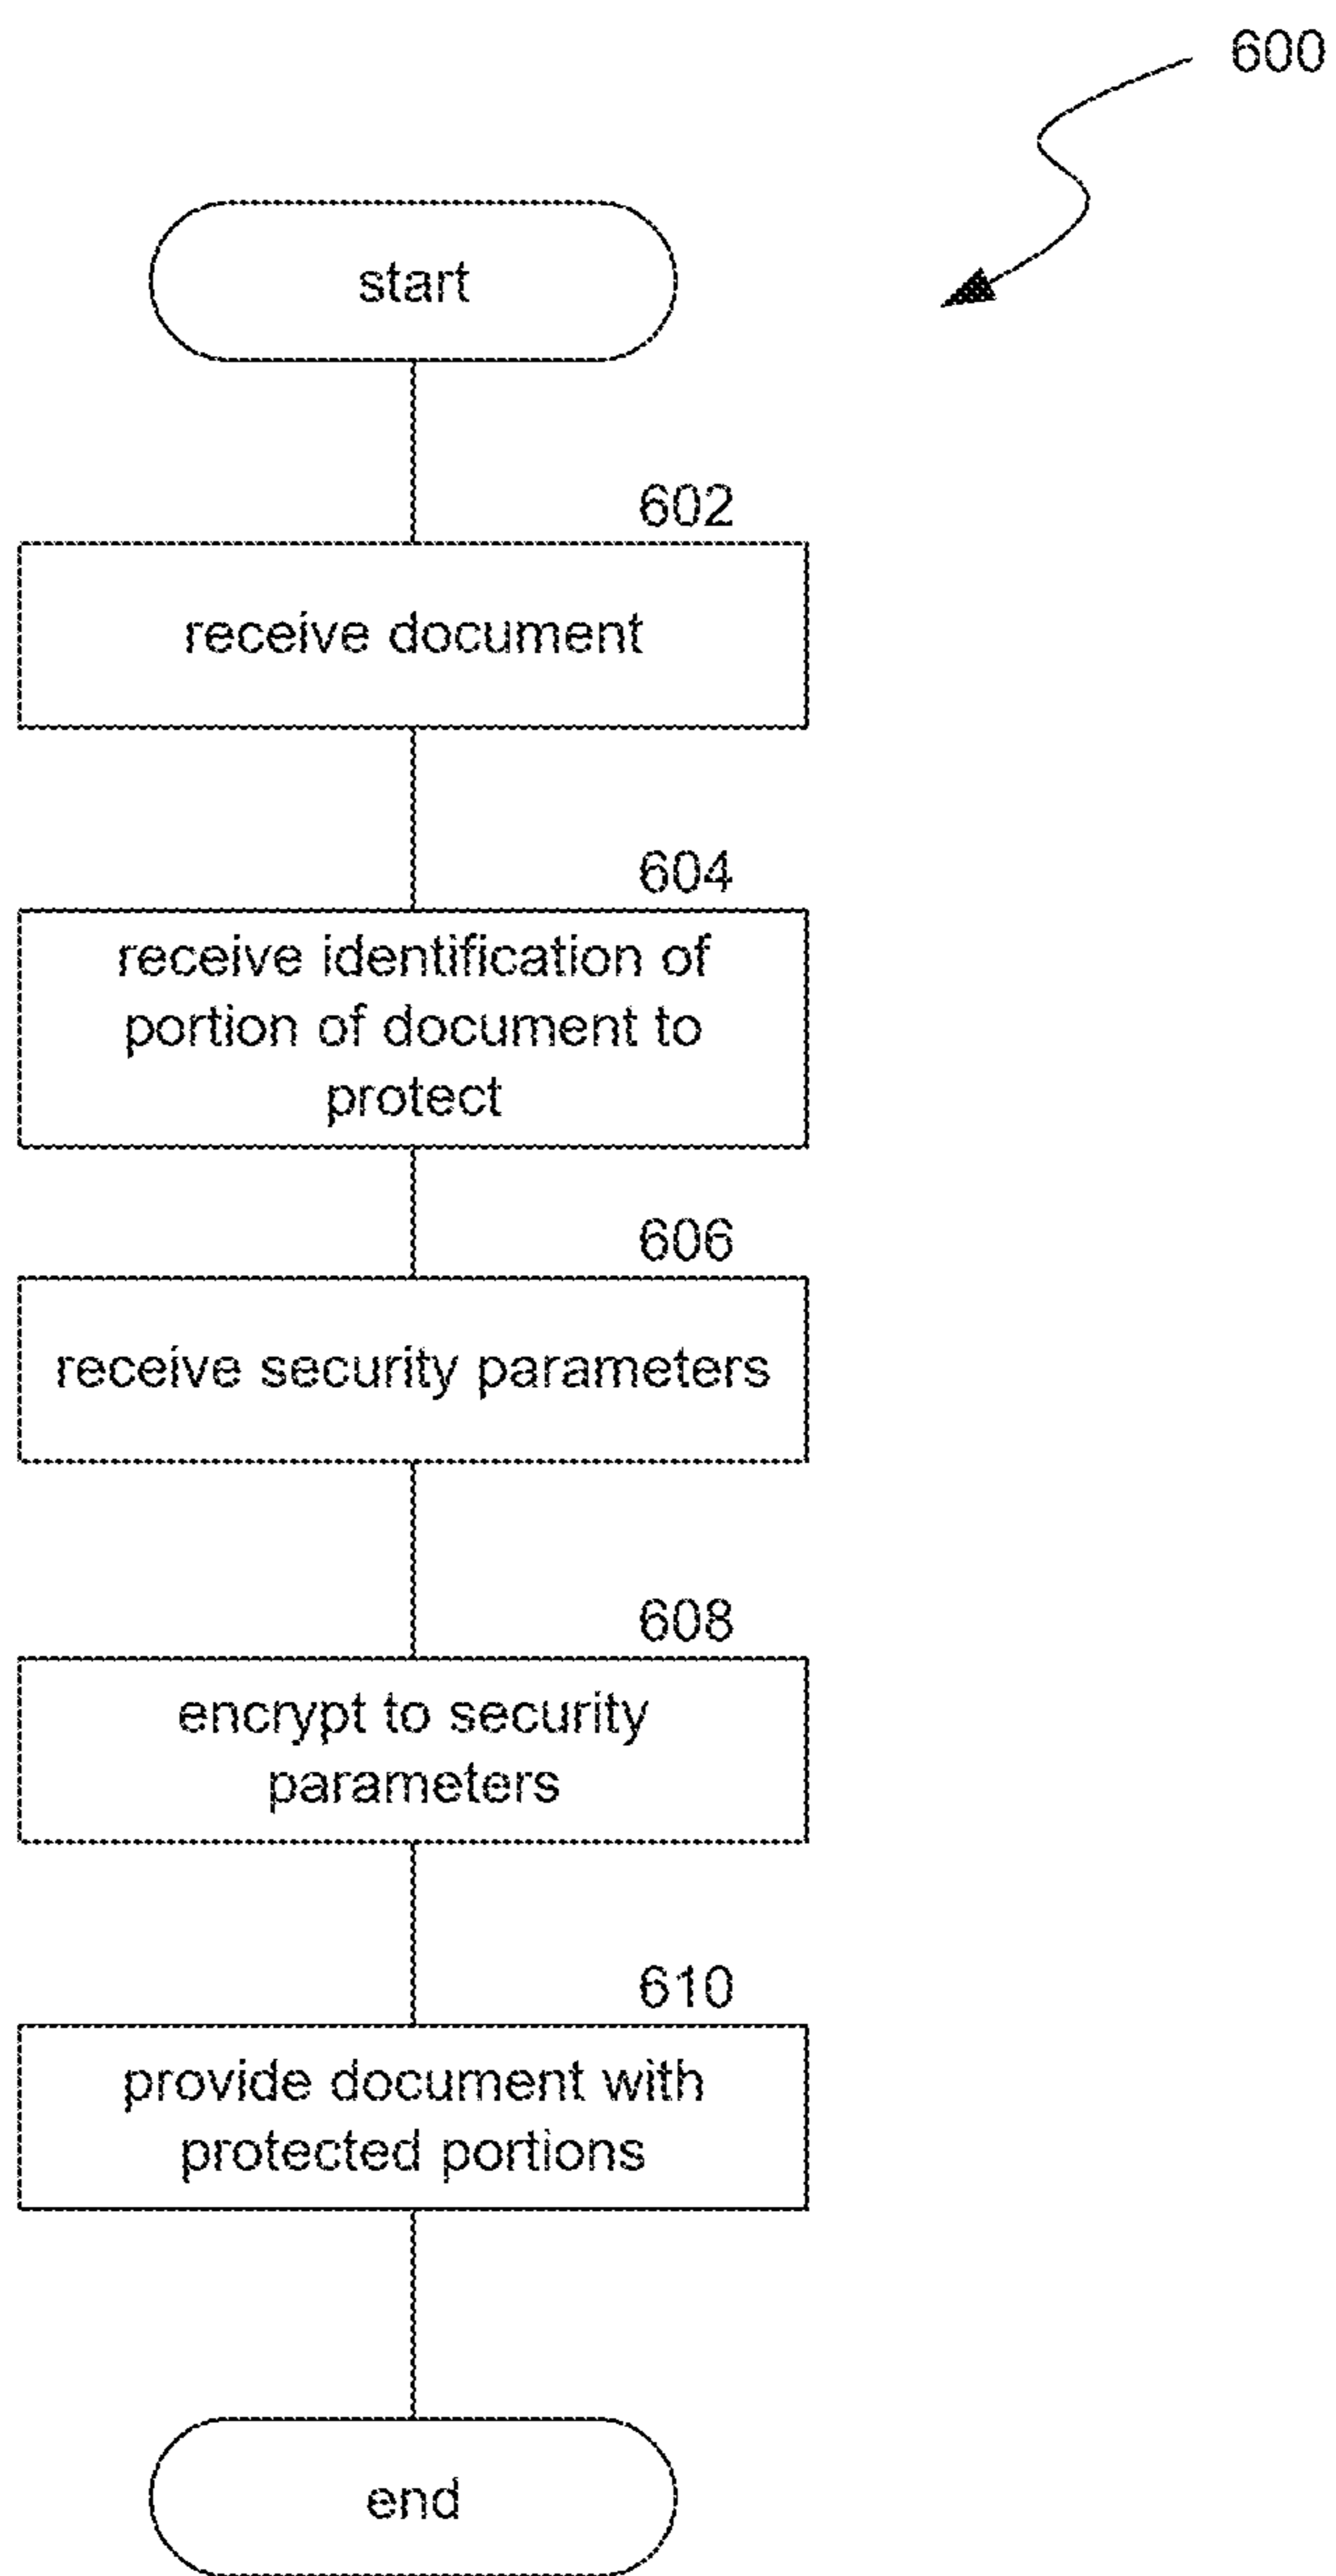 600
start
602
receive document
604
receive identification of
portion of document to
protect
606
receive security parameters
608
encrypt to security
parameters
610
provide document with
protected portions
end